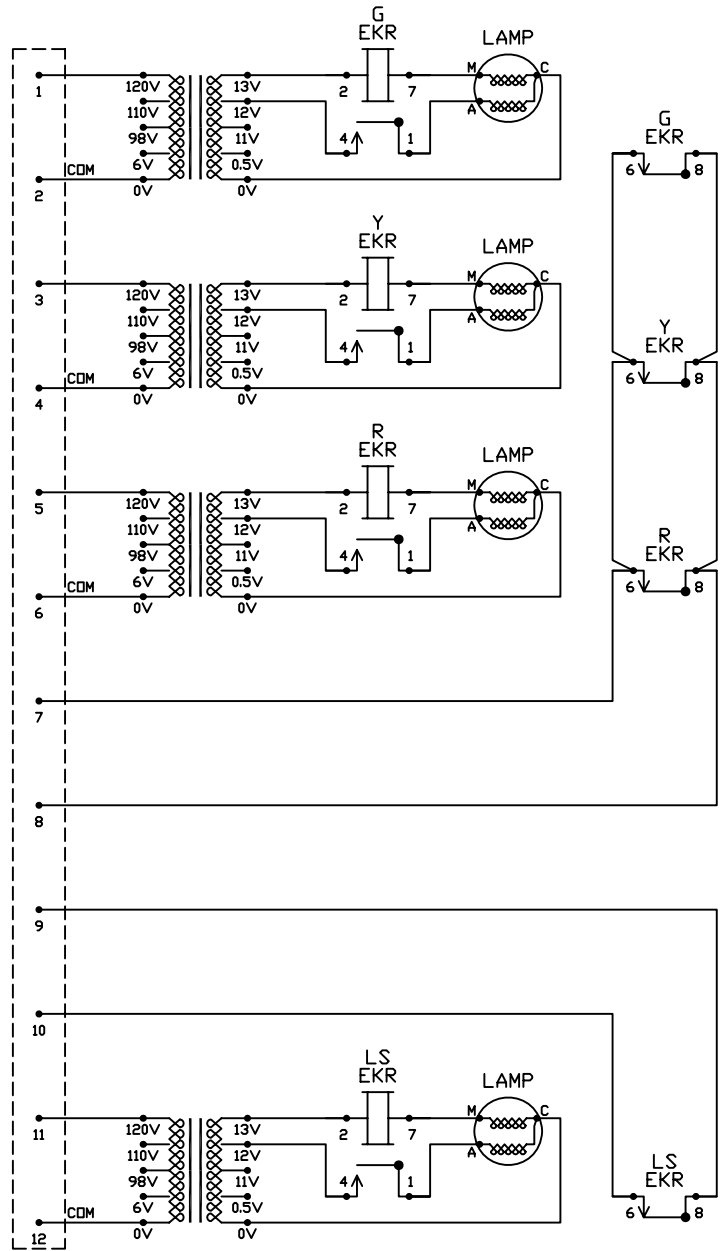 G
EKR
LAMP
1
120V
13V
2
7
M
C
110V
12V
A
98V
11V
4
1
6V
0.5V
COM
2
0V
0V
G
EKR
6
8
Y
EKR
LAMP
3
120V
13V
2
7
M
C
110V
12V
A
98V
11V
4
1
6V
0.5V
COM
4
0V
0V
Y
EKR
6
8
R
EKR
LAMP
5
120V
13V
2
7
M
C
110V
12V
A
98V
11V
4
1
6V
0.5V
COM
6
0V
0V
R
EKR
6
8
7
8
9
10
LS
EKR
LAMP
11
120V
13V
2
7
M
C
110V
12V
A
98V
11V
4
1
6V
0.5V
COM
12
0V
0V
LS
EKR
6
8